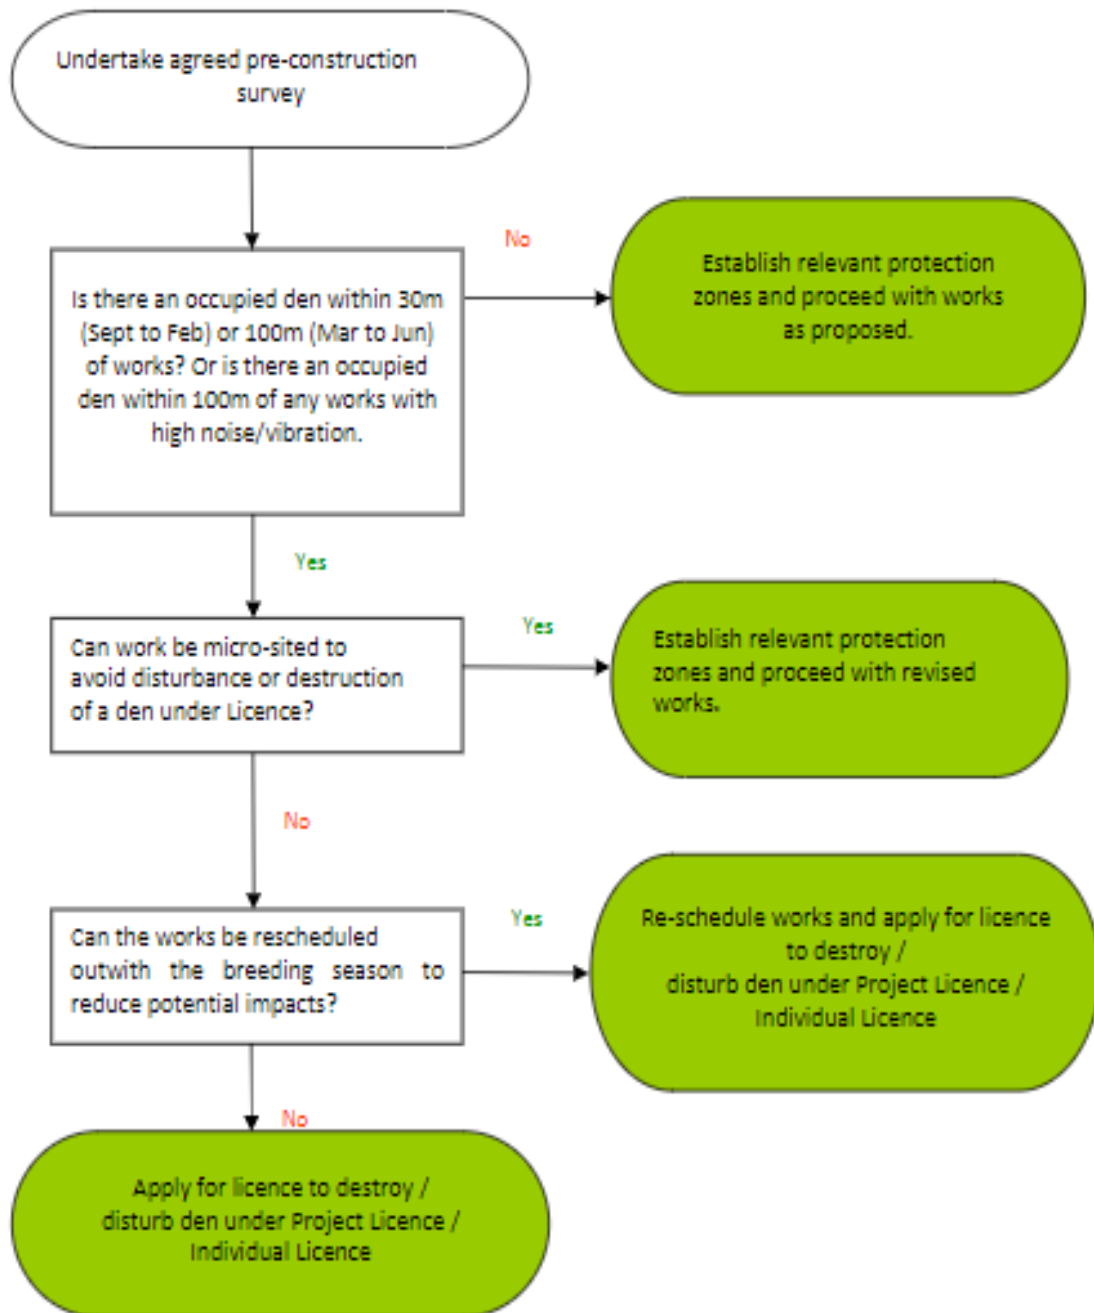 Undertake agreed pre-construction
survey
No
Establish relevant protection
zones and proceed with works
as proposed.
Is there an occupied den within 30m
(Sept to Feb) or 100m (Mar to Jun)
of works? Or is there an occupied
den within 100m of any works with
high noise/vibration.
Yes
Can work be micro-sited to
avoid disturbance or destruction
of a den under Licence?
Yes
Establish relevant protection
zones and proceed with revised
works.
No
Can the works be rescheduled
outwith the breeding season to
reduce potential impacts?
Yes
Re-schedule works and apply for licence
to destroy /
disturb den under Project Licence /
Individual Licence
No
Apply for licence to destroy /
disturb den under Project Licence /
Individual Licence